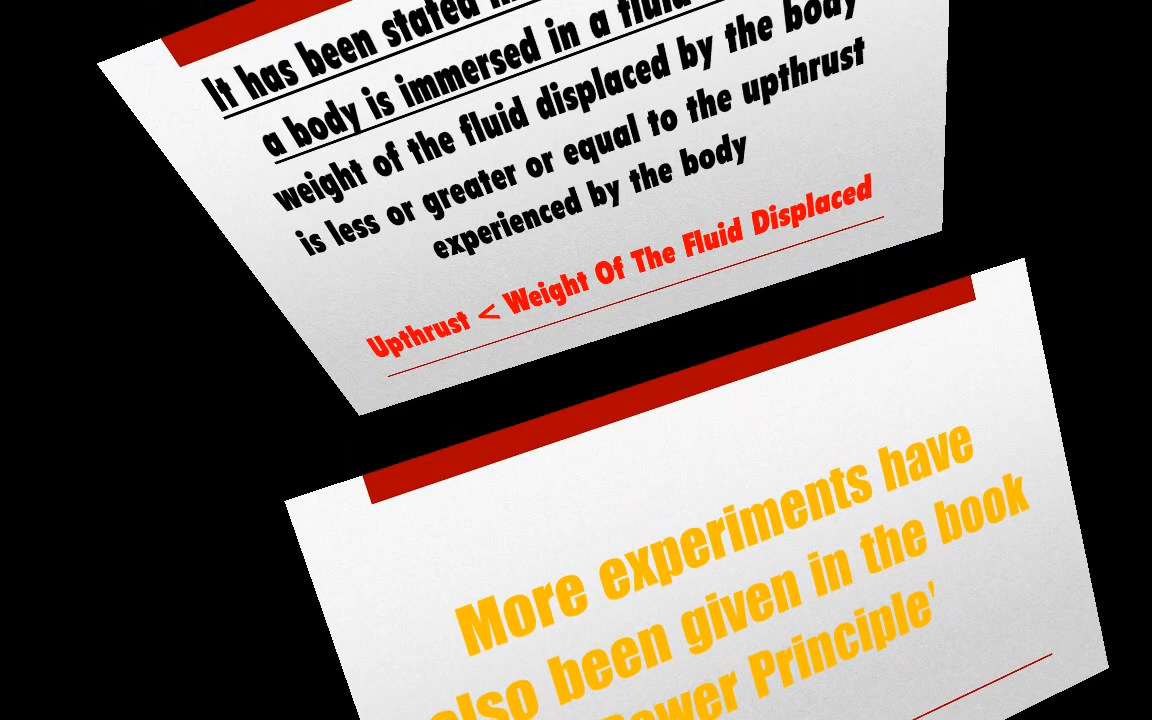 It has been stated
a body is immersed in a fluid
weight of the fluid displaced by the body
is less or greater or equal to the upthrust
experienced by the body
Upthrust < Weight Of The Fluid Displaced
More experiments have
also been given in the book
Power Principle'